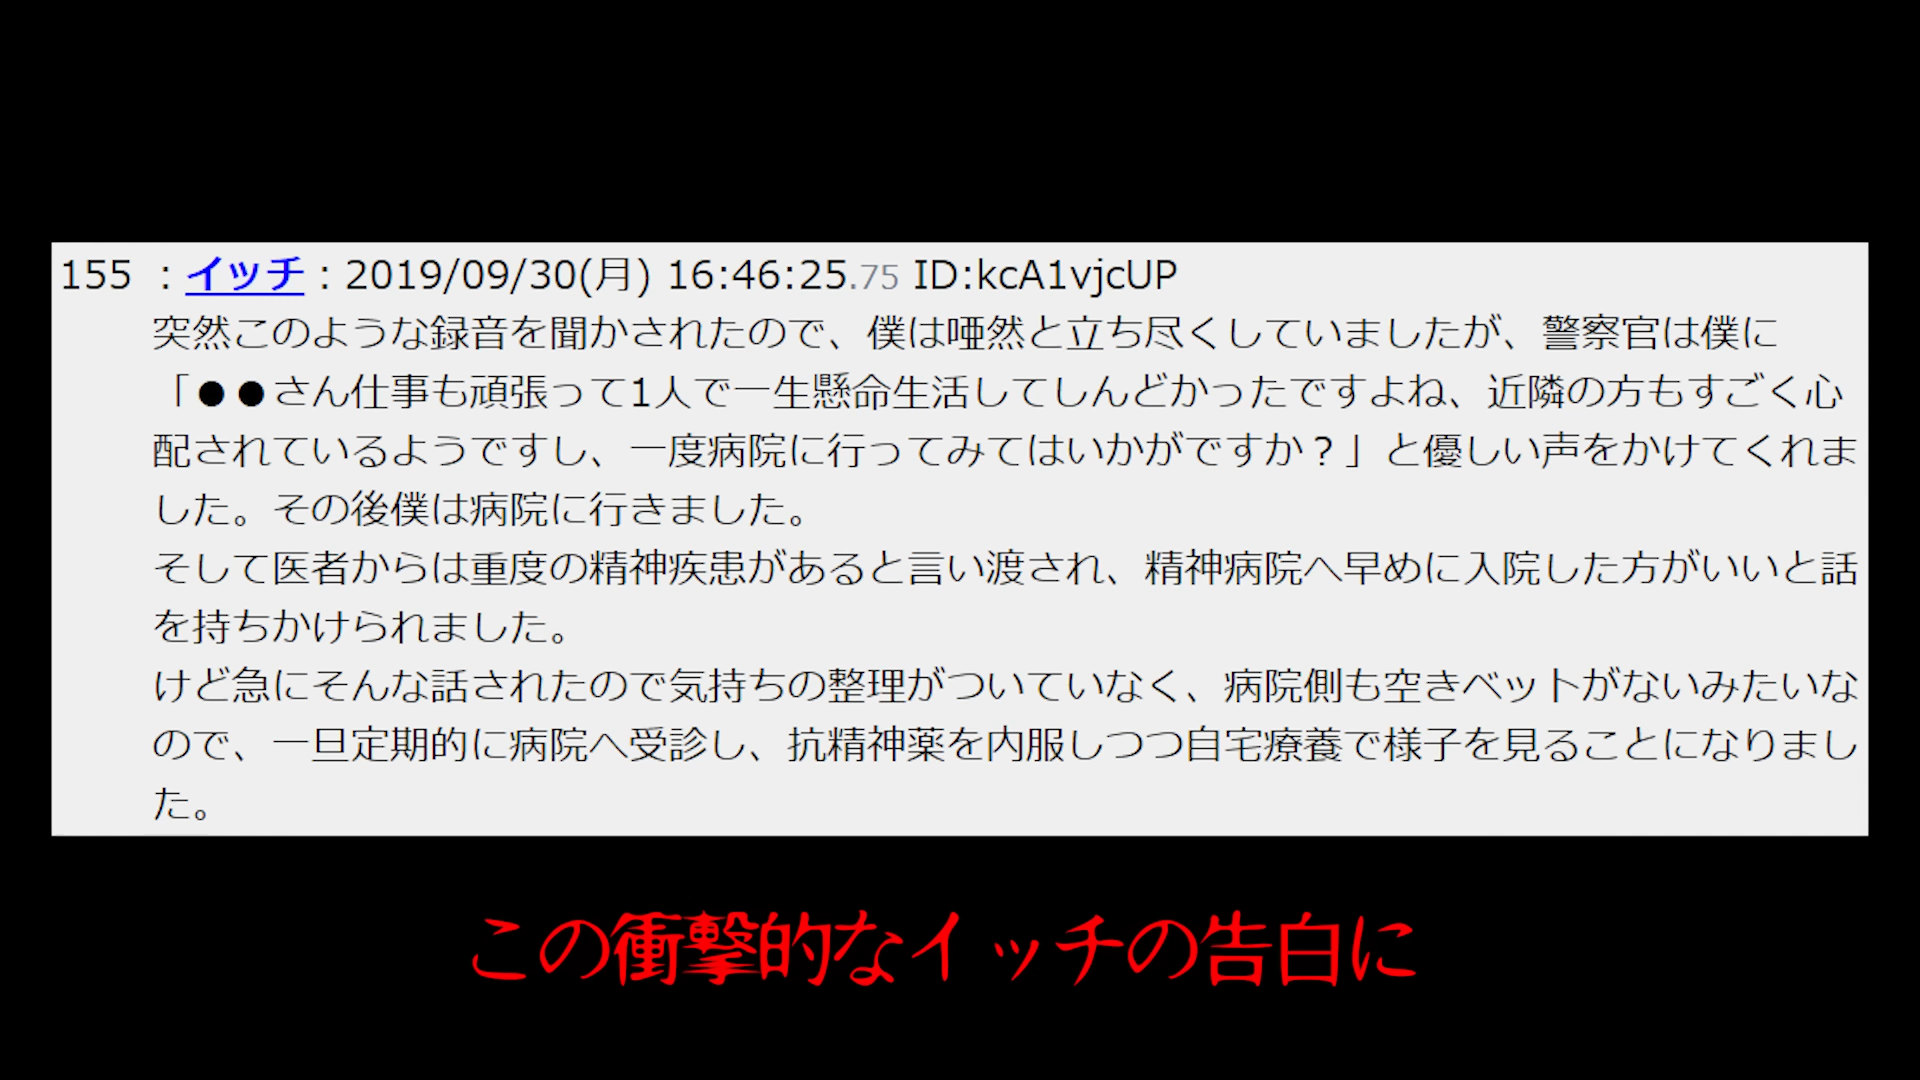 155 ：イッチ：2019/09/30(月) 16:46:25.75 ID:kcA1vjcUP
突然このような録音を聞かされたので、僕は唖然と立ち尽くしていましたが、警察官は僕に
「●●さん仕事も頑張って1人で一生懸命生活してしんどかったですよね、近隣の方もすごく心
配されているようですし、一度病院に行ってみてはいかがですか？」と優しい声をかけてくれま
した。その後僕は病院に行きました。
そして医者からは重度の精神疾患があると言い渡され、精神病院へ早めに入院した方がいいと話
を持ちかけられました。
けど急にそんな話されたので気持ちの整理がついていなく、病院側も空きベットがないみたいな
ので、一旦定期的に病院へ受診し、抗精神薬を内服しつつ自宅療養で様子を見ることになりまし
た。
この衝撃的なイッチの告白に